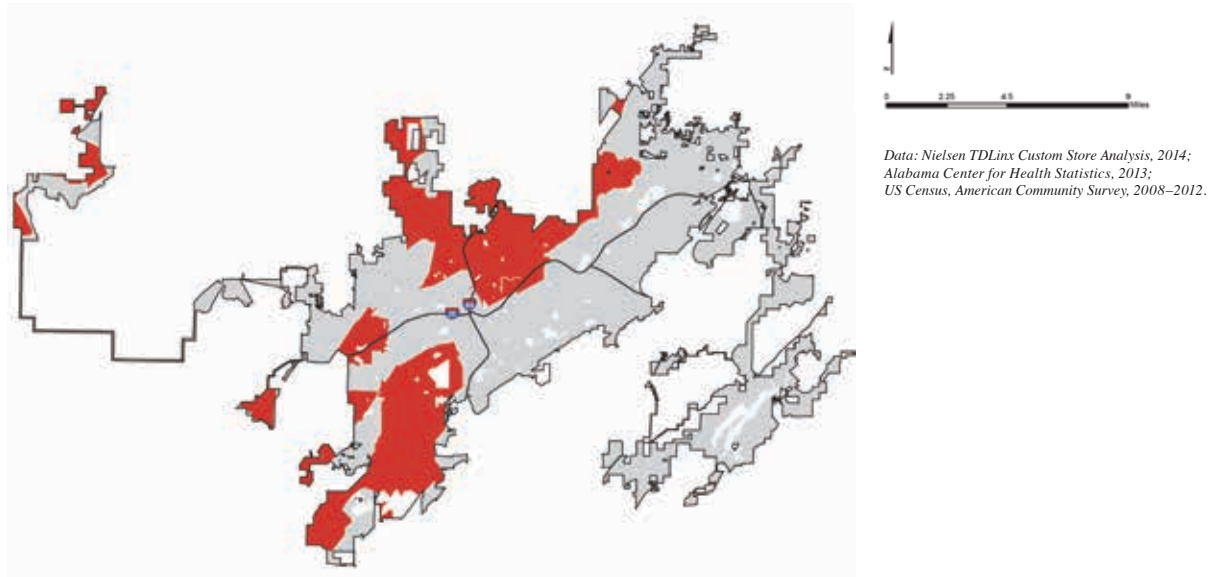 0 2.25 4.5 9
Miles
Data: Nielsen TDLinx Custom Store Analysis, 2014;
Alabama Center for Health Statistics, 2013;
US Census, American Community Survey, 2008–2012.